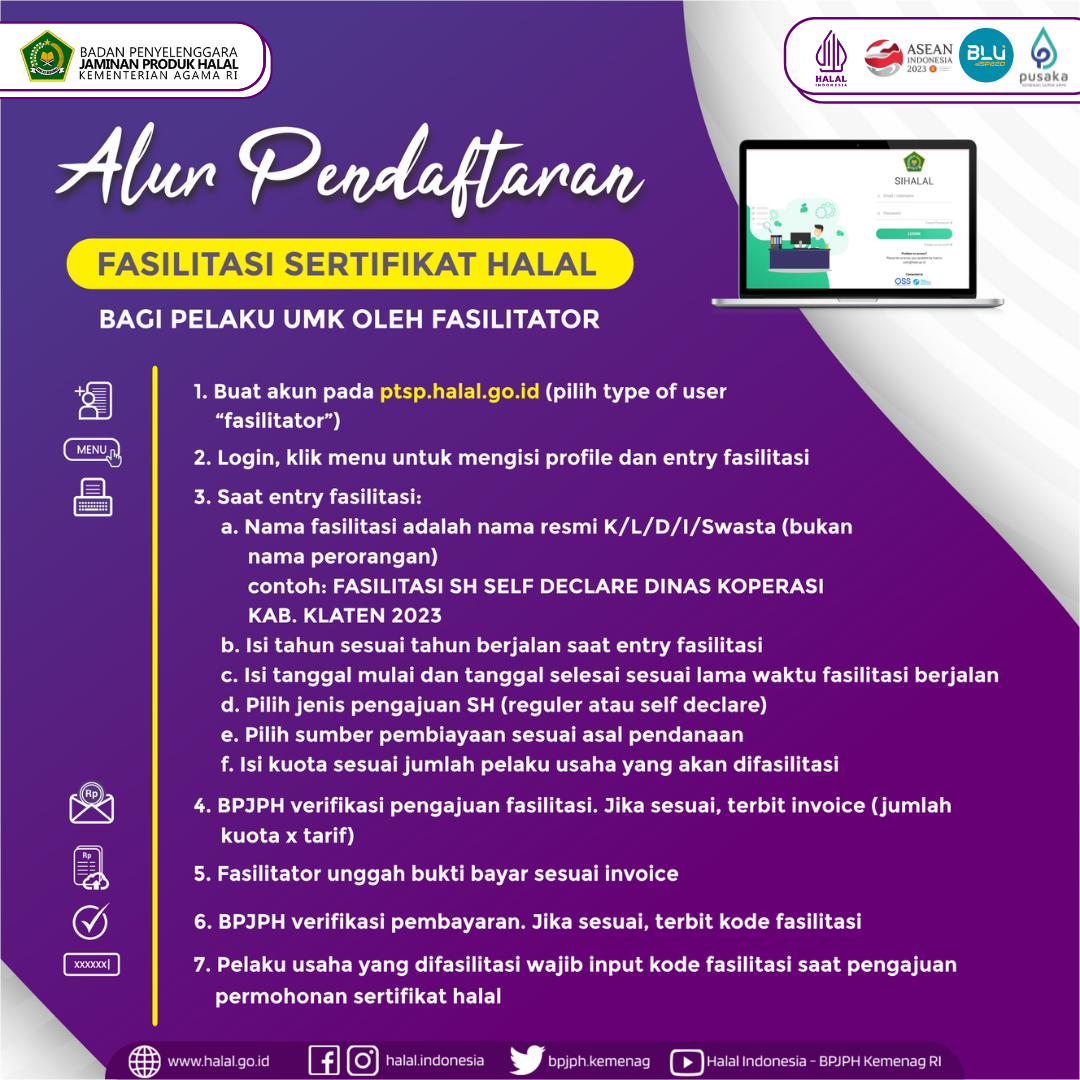 BADAN PENYELENGGARA
JAMINAN PRODUK HALAL
KEMENTERIAN AGAMA RI
HALAL
INDONESIA
ASEAN
INDONESIA
2023
BLU
SPEED
pusaka
KEMENAG SUPER APPS
Alur Pendaftaran
FASILITASI SERTIFIKAT HALAL
BAGI PELAKU UMK OLEH FASILITATOR
SIHALAL
Email / Username
Password
LOGIN
OSS
1. Buat akun pada ptsp.halal.go.id (pilih type of user
“fasilitator”)
MENU
2. Login, klik menu untuk mengisi profile dan entry fasilitasi
3. Saat entry fasilitasi:
a. Nama fasilitasi adalah nama resmi K/L/D/I/Swasta (bukan
nama perorangan)
contoh: FASILITASI SH SELF DECLARE DINAS KOPERASI
KAB. KLATEN 2023
b. Isi tahun sesuai tahun berjalan saat entry fasilitasi
c. Isi tanggal mulai dan tanggal selesai sesuai lama waktu fasilitasi berjalan
d. Pilih jenis pengajuan SH (reguler atau self declare)
e. Pilih sumber pembiayaan sesuai asal pendanaan
f. Isi kuota sesuai jumlah pelaku usaha yang akan difasilitasi
Rp
4. BPJPH verifikasi pengajuan fasilitasi. Jika sesuai, terbit invoice (jumlah
kuota x tarif)
Rp
5. Fasilitator unggah bukti bayar sesuai invoice
6. BPJPH verifikasi pembayaran. Jika sesuai, terbit kode fasilitasi
xxxxxx|
7. Pelaku usaha yang difasilitasi wajib input kode fasilitasi saat pengajuan
permohonan sertifikat halal
www.halal.go.id
halal.indonesia
bpjph.kemenag
Halal Indonesia - BPJPH Kemenag RI